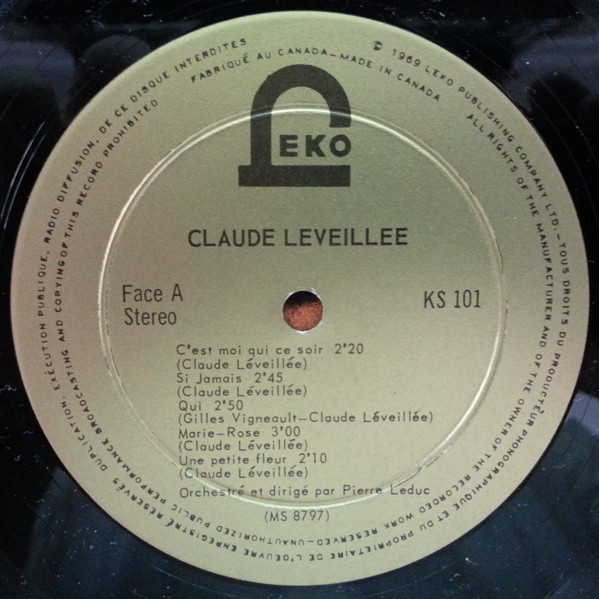 DUPLICATION, EXÉCUTION PUBLIQUE, RADIO DIFFUSION, DE CE DISQUE INTERDITES
UNAUTHORIZED PUBLIC PERFORMANCE BROADCASTING AND COPYING OF THIS RECORD PROHIBITED
FABRIQUÉ AU CANADA—MADE IN CANADA
© 1969 LEKO PUBLISHING COMPANY LTD.—TOUS DROITS DU PRODUCTEUR PHONOGRAPHIQUE ET DU PROPRIETAIRE DE L'OEUVRE ENREGISTRÉ RÉSERVÉS
ALL RIGHTS OF THE MANUFACTURER AND OF THE OWNER OF THE RECORDED WORK RESERVED—
LEKO
CLAUDE LEVEILLEE
Face A
Stereo
KS 101
C'est moi qui ce soir 2'20
(Claude Léveillée)
Si Jamais 2'45
(Claude Léveillée)
Qui 2'50
(Gilles Vigneault—Claude Léveillée)
Marie-Rose 3'00
(Claude Léveillée)
Une petite fleur 2'10
(Claude Léveillée)
Orchestré et dirigé par Pierre Leduc
(MS 8797)